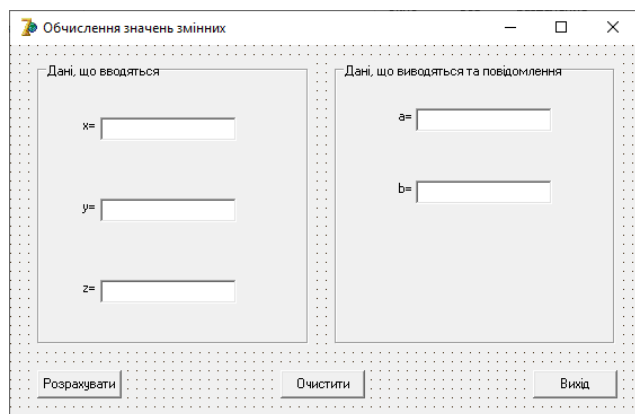 Обчислення значень змінних
Дані, що вводяться
x=
y=
z=
Дані, що виводяться та повідомлення
a=
b=
Розрахувати
Очистити
Вихід